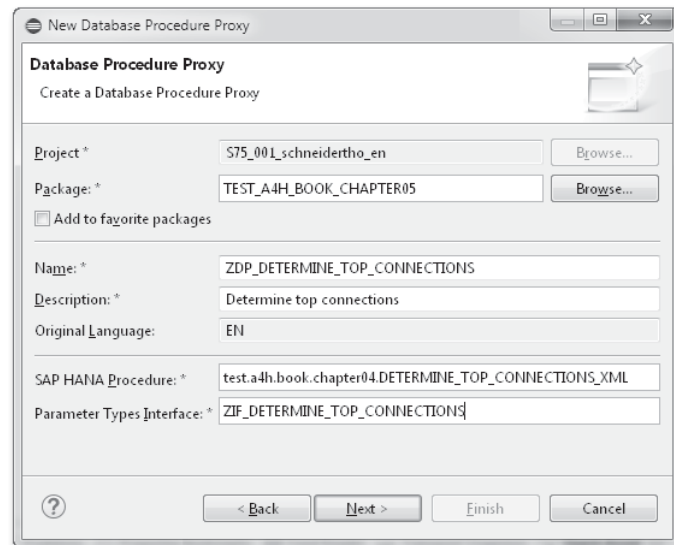 New Database Procedure Proxy
Database Procedure Proxy
Create a Database Procedure Proxy
Project * S75_001_schneidertho_en Browse...
Package: * TEST_A4H_BOOK_CHAPTER05 Browse...
Add to favorite packages
Name: * ZDP_DETERMINE_TOP_CONNECTIONS
Description: * Determine top connections
Original Language: EN
SAP HANA Procedure: * test.a4h.book.chapter04.DETERMINE_TOP_CONNECTIONS_XML
Parameter Types Interface: * ZIF_DETERMINE_TOP_CONNECTIONS
? < Back Next > Finish Cancel